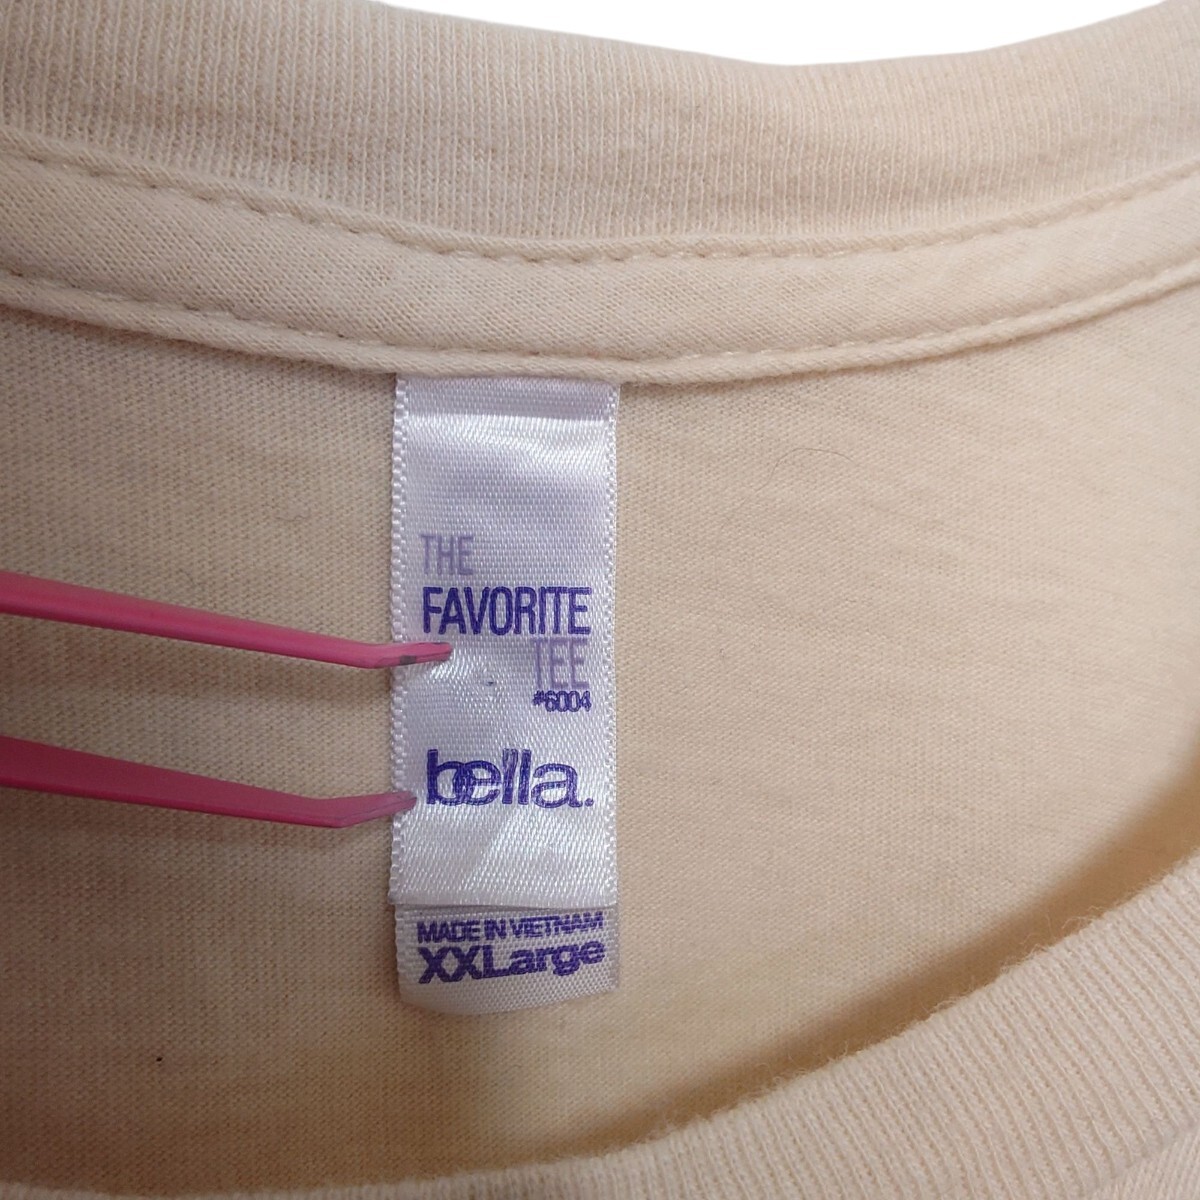 THE
FAVORITE
TEE
#6004
bella.
MADE IN VIETNAM
XXLarge